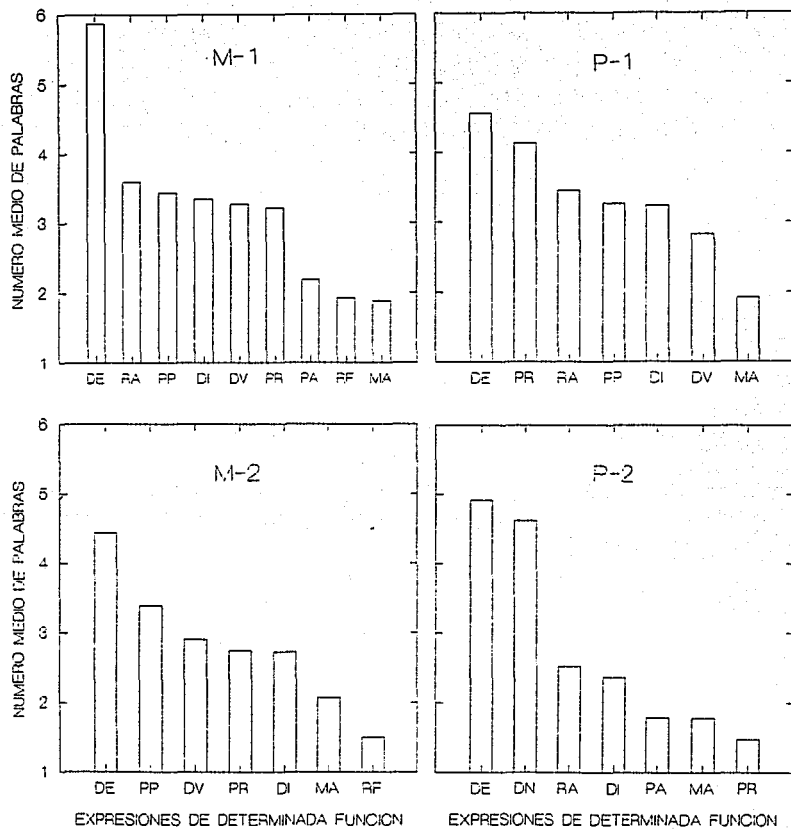 M-1
NUMERO MEDIO DE PALABRAS
6
5
4
3
2
1
DE RA PP DI DV PR PA RF MA
P-1
DE PR RA PP DI DV MA
M-2
NUMERO MEDIO DE PALABRAS
6
5
4
3
2
1
DE PP DV PR DI MA RF
EXPRESIONES DE DETERMINADA FUNCION
P-2
DE DN RA DI PA MA PR
EXPRESIONES DE DETERMINADA FUNCION